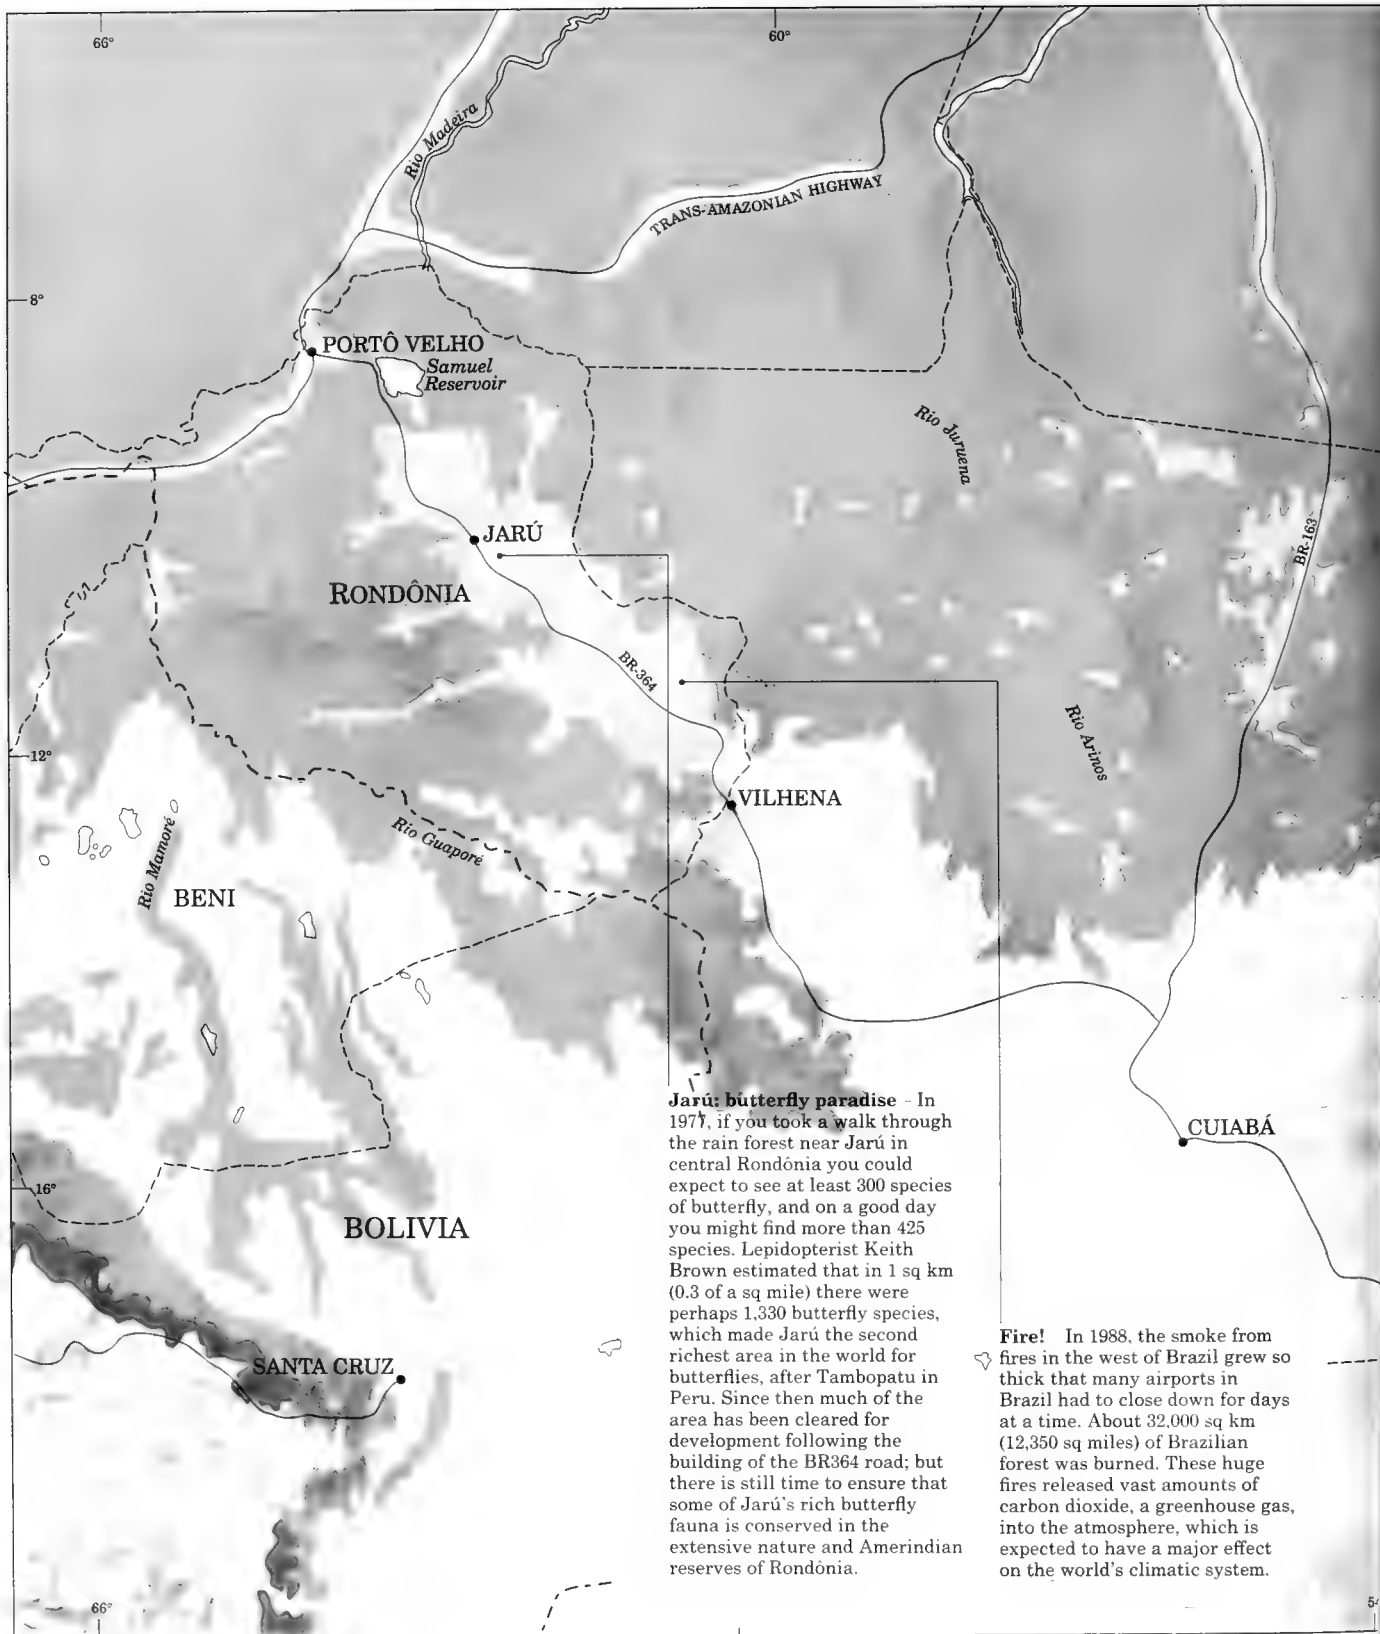 66°
60°
Rio Madeira
TRANS-AMAZONIAN HIGHWAY
8°
PORTÔ VELHO
Samuel
Reservoir
Rio Juruena
JARÚ
BR-163
RONDÔNIA
BR-364
Rio Arinos
12°
VILHENA
Rio Guaporé
Rio Mamoré
BENI
Jarú: butterfly paradise - In
1977, if you took a walk through
the rain forest near Jarú in
central Rondônia you could
expect to see at least 300 species
of butterfly, and on a good day
you might find more than 425
species. Lepidopterist Keith
Brown estimated that in 1 sq km
(0.3 of a sq mile) there were
perhaps 1,330 butterfly species,
which made Jarú the second
richest area in the world for
butterflies, after Tambopatu in
Peru. Since then much of the
area has been cleared for
development following the
building of the BR364 road; but
there is still time to ensure that
some of Jarú's rich butterfly
fauna is conserved in the
extensive nature and Amerindian
reserves of Rondônia.
CUIABÁ
16°
BOLIVIA
SANTA CRUZ
Fire! In 1988, the smoke from
fires in the west of Brazil grew so
thick that many airports in
Brazil had to close down for days
at a time. About 32,000 sq km
(12,350 sq miles) of Brazilian
forest was burned. These huge
fires released vast amounts of
carbon dioxide, a greenhouse gas,
into the atmosphere, which is
expected to have a major effect
on the world's climatic system.
66°